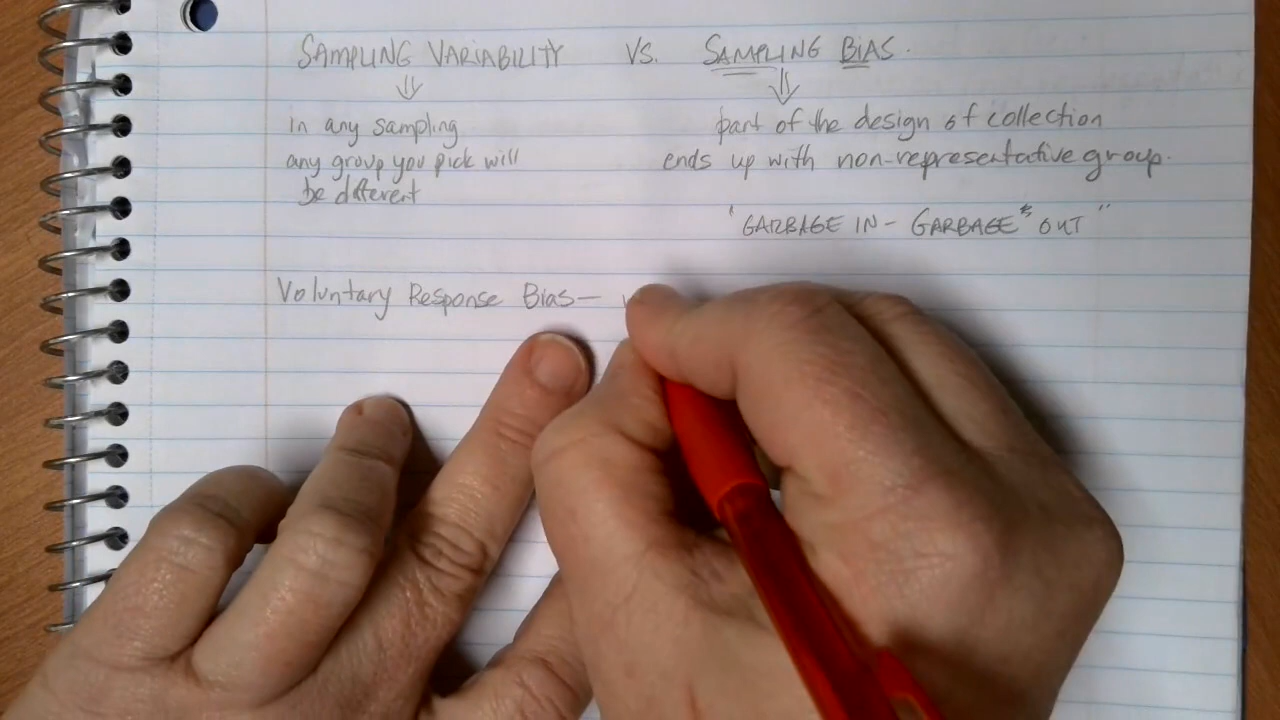 SAMPLING VARIABILITY VS. SAMPLING BIAS.
in any sampling
any group you pick will
be different
part of the design of collection
ends up with non-representative group.
"GARBAGE IN - GARBAGE OUT"
Voluntary Response Bias —